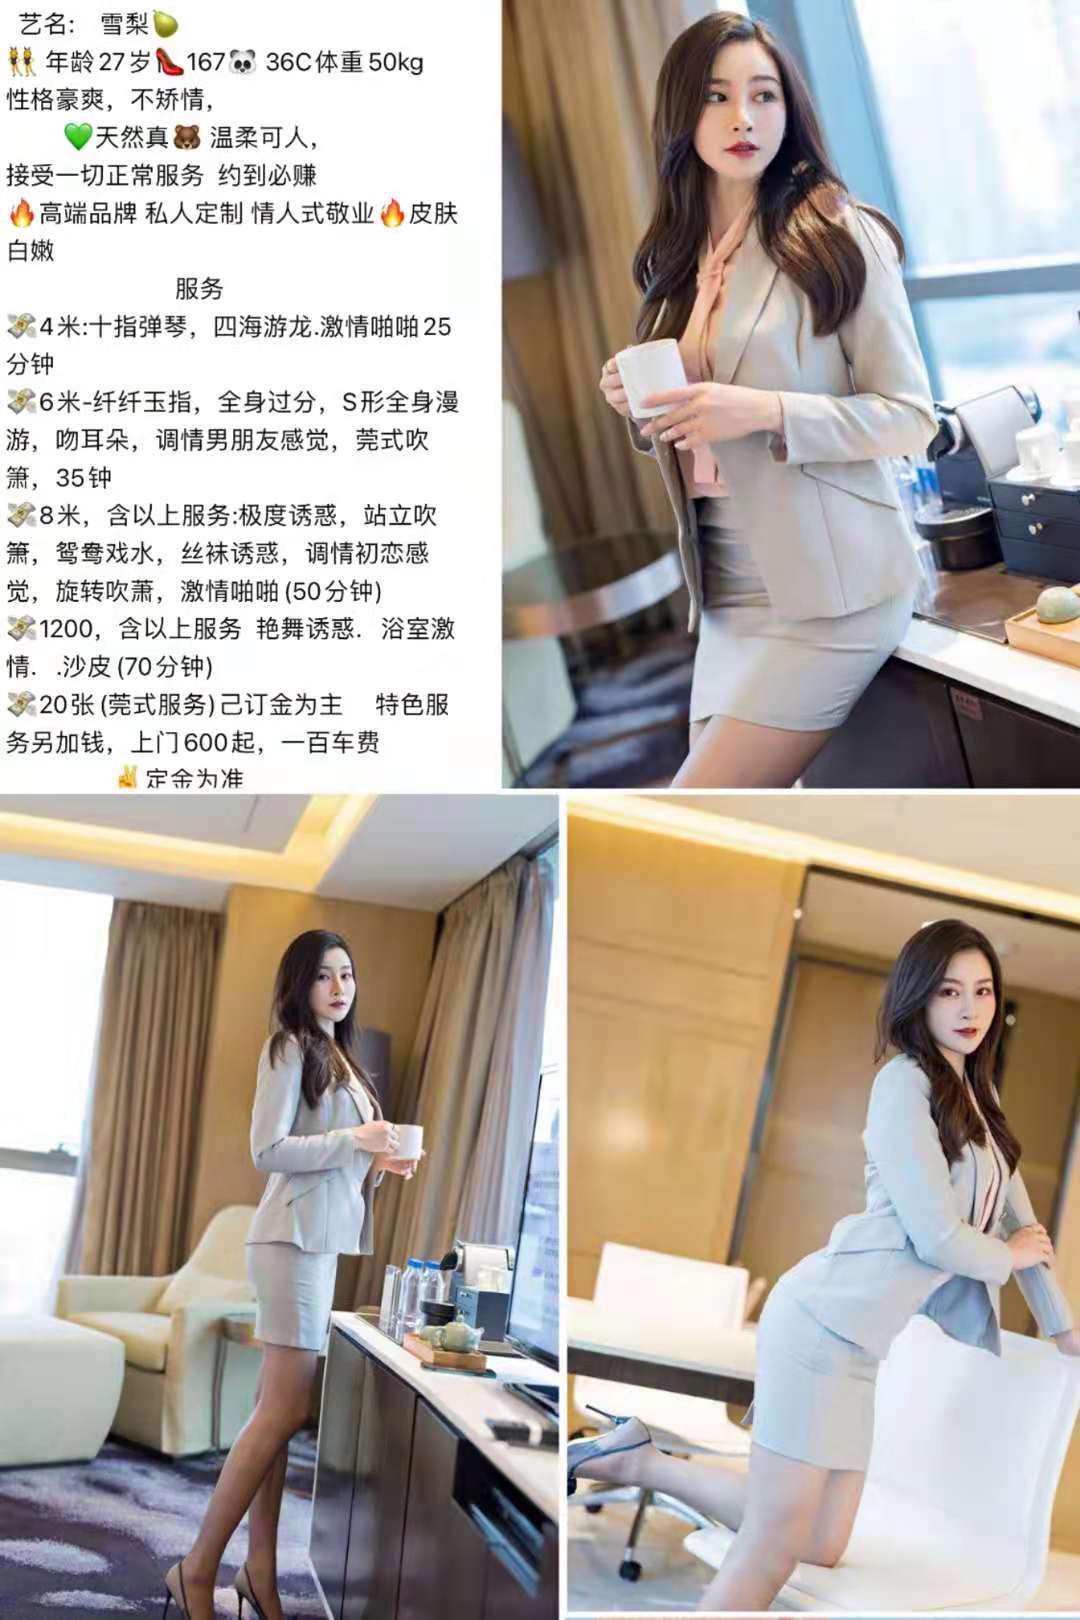 艺名: 雪梨🍐
👯年龄27岁👠167🐼 36C体重50kg
性格豪爽，不矫情，
💚天然真🐻 温柔可人，
接受一切正常服务 约到必赚
🔥高端品牌 私人定制 情人式敬业🔥皮肤
白嫩
服务
💸4米:十指弹琴，四海游龙.激情啪啪25
分钟
💸6米-纤纤玉指，全身过分，S形全身漫
游，吻耳朵，调情男朋友感觉，莞式吹
箫，35钟
💸8米，含以上服务:极度诱惑，站立吹
箫，鸳鸯戏水，丝袜诱惑，调情初恋感
觉，旋转吹萧，激情啪啪(50分钟)
💸1200，含以上服务 艳舞诱惑. 浴室激
情. .沙皮(70分钟)
💸20张(莞式服务)己订金为主 特色服
务另加钱，上门600起，一百车费
✌️定金为准